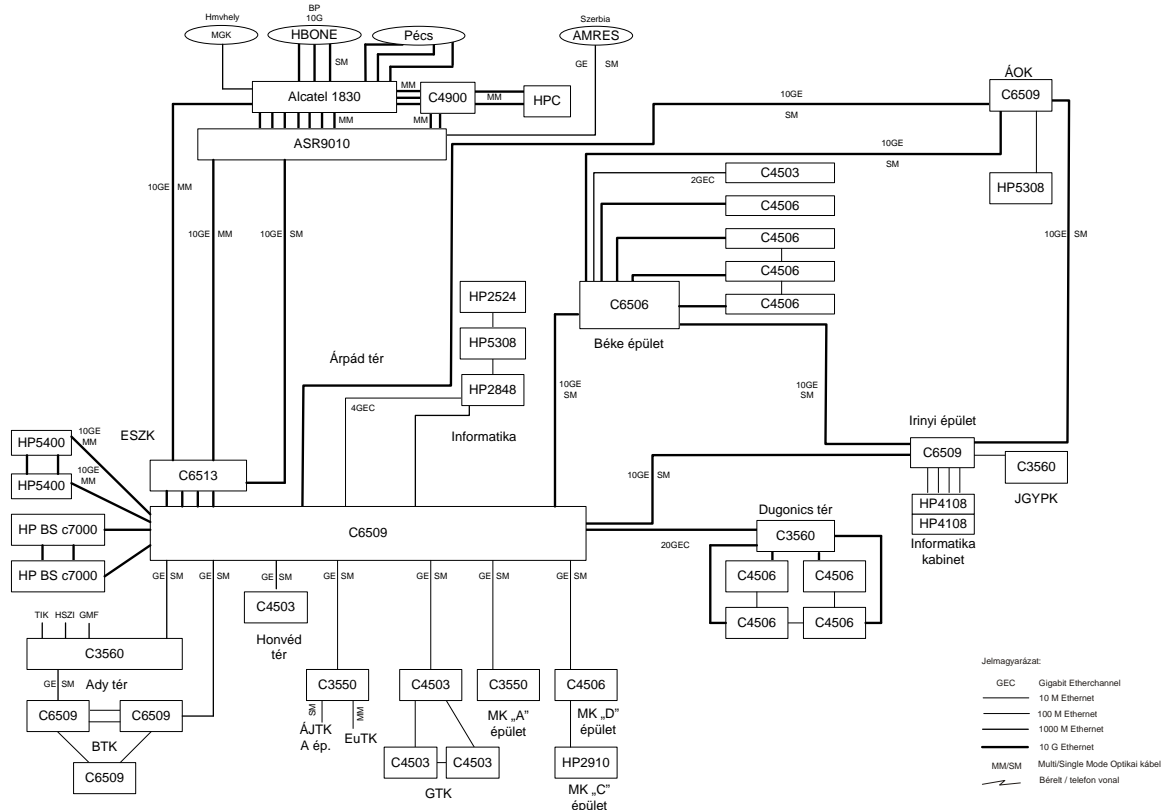 Hmvhely
MGK
BP
10G
HBONE
SM
Pécs
Szerbia
AMRES
GE
SM
MM
Alcatel 1830
C4900
MM
HPC
MM
MM
MM
ASR9010
ÁOK
C6509
HP5308
10GE
SM
10GE
SM
10GE
SM
10GE
MM
10GE
MM
10GE
SM
2GEC
C4503
C4506
C4506
C4506
C4506
C6506
Béke épület
HP2524
HP5308
HP2848
4GEC
Informatika
Árpád tér
10GE
SM
10GE
SM
Irinyi épület
C6509
C3560
JGYPK
HP4108
HP4108
Informatika
kabinet
ESZK
C6513
HP5400
HP5400
10GE
MM
10GE
MM
HP BS c7000
HP BS c7000
C6509
10GE
SM
20GEC
Dugonics tér
C3560
C4506
C4506
C4506
C4506
GE
SM
GE
SM
GE
SM
GE
SM
GE
SM
GE
SM
GE
SM
TIK
HSZI
GMF
C3560
Ady tér
GE
SM
C6509
C6509
BTK
C6509
C4503
Honvéd
tér
C3550
SM
MM
ÁJTK
A ép.
EuTK
C4503
C4503
C4503
GTK
C3550
MK „A”
épület
C4506
MK „D”
épület
HP2910
MK „C”
épület
Jelmagyarázat:
GEC Gigabit Etherchannel
10 M Ethernet
100 M Ethernet
1000 M Ethernet
10 G Ethernet
MM/SM Multi/Single Mode Optikai kábel
Bérelt / telefon vonal